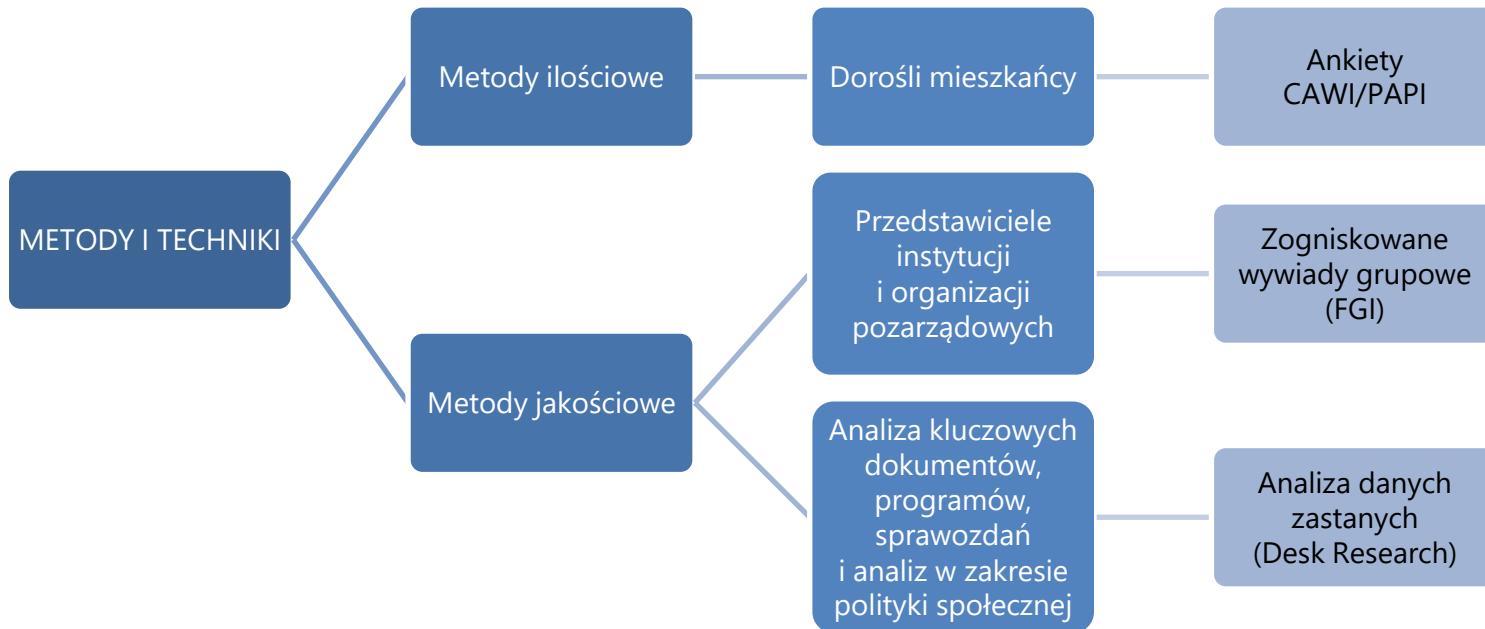 METODY I TECHNIKI
Metody ilościowe
Dorośli mieszkańcy
Ankiety
CAWI/PAPI
Metody jakościowe
Przedstawiciele
instytucji
i organizacji
pozarządowych
Zogniskowane
wywiady grupowe
(FGI)
Analiza kluczowych
dokumentów,
programów,
sprawozdań
i analiz w zakresie
polityki społecznej
Analiza danych
zastanych
(Desk Research)